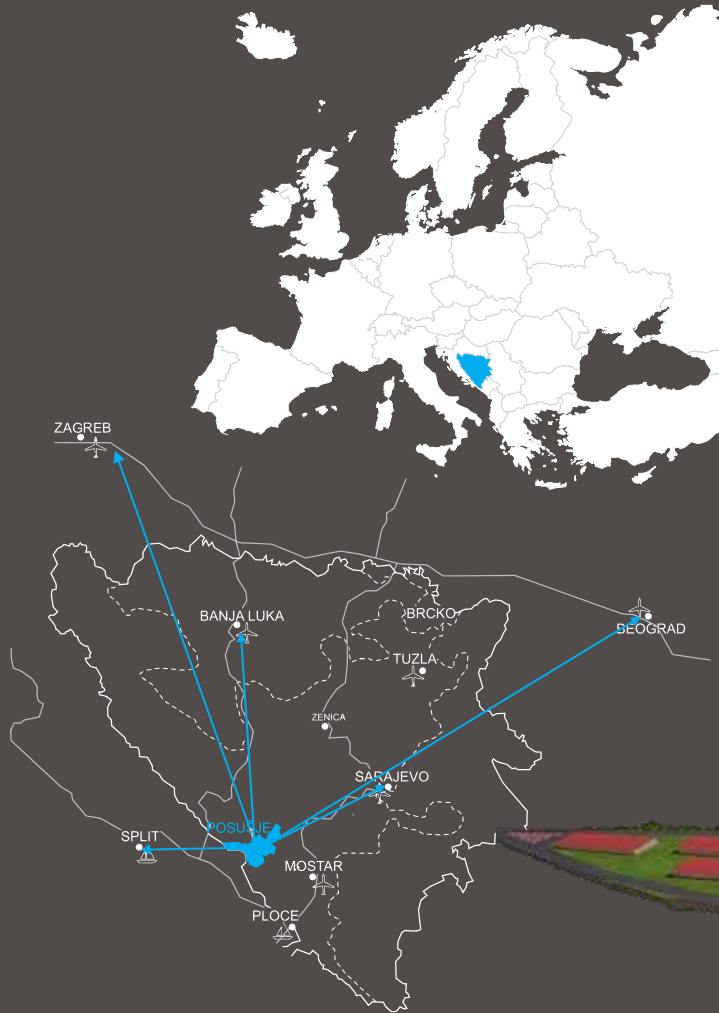 ZAGREB
BANJA LUKA
BRCKO
BEOGRAD
TUZLA
ZENICA
SARAJEVO
POSUSJE
SPLIT
MOSTAR
PLOCE